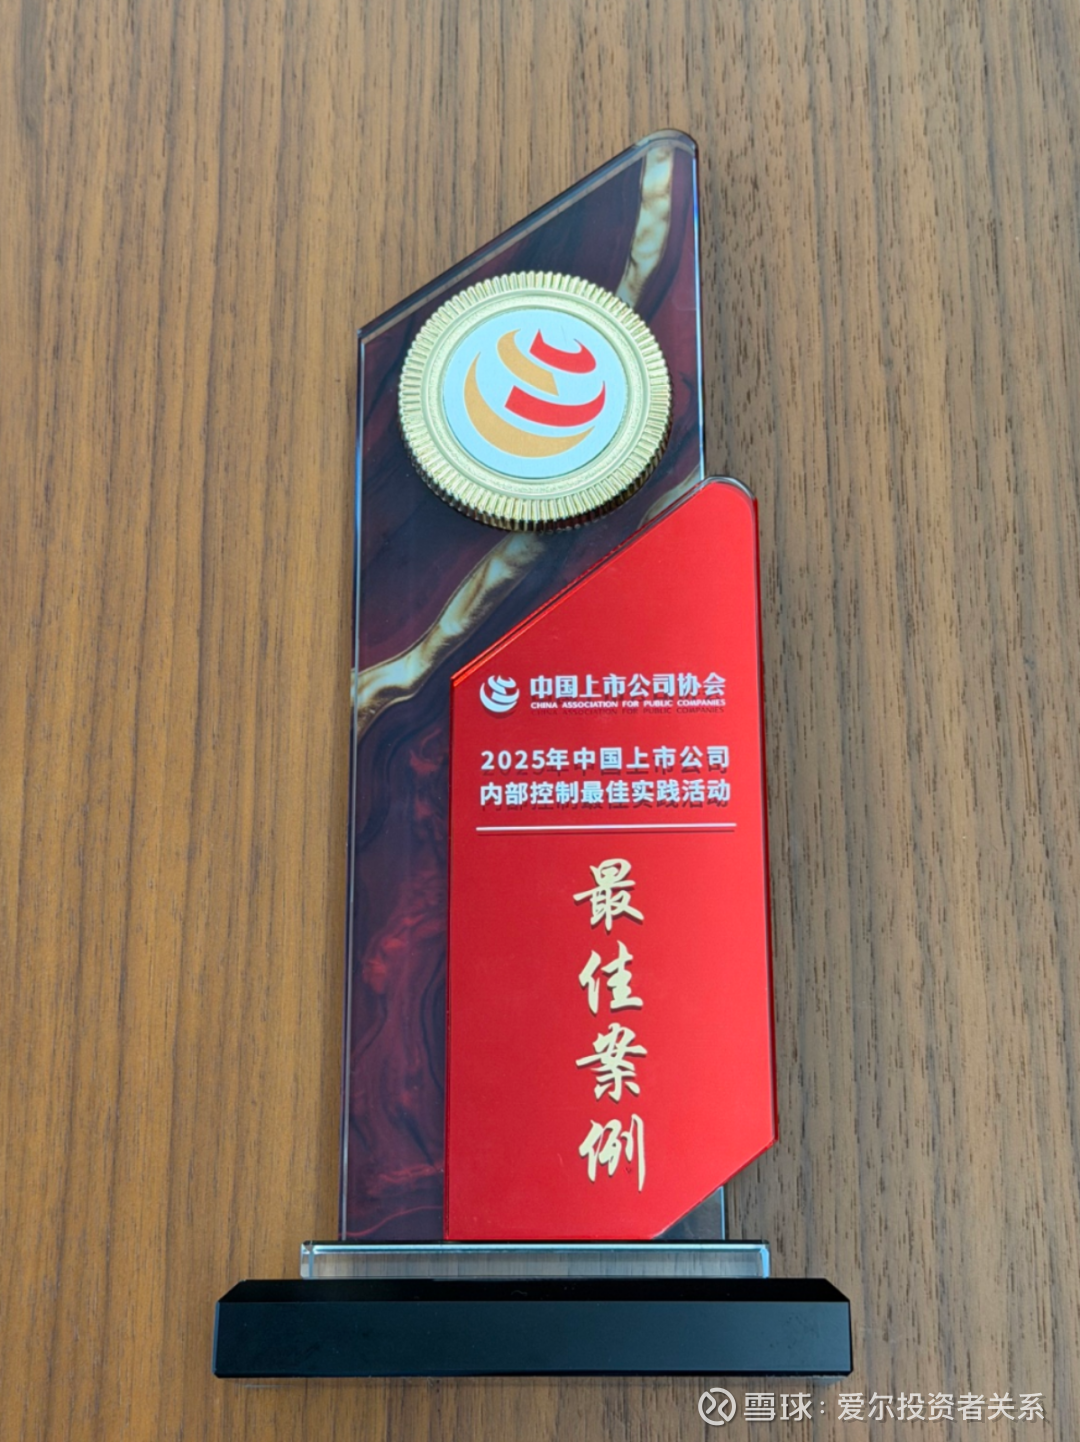 中国上市公司协会
CHINA ASSOCIATION FOR PUBLIC COMPANIES
2025年中国上市公司
内部控制最佳实践活动
最
佳
案
例
雪球：爱尔投资者关系